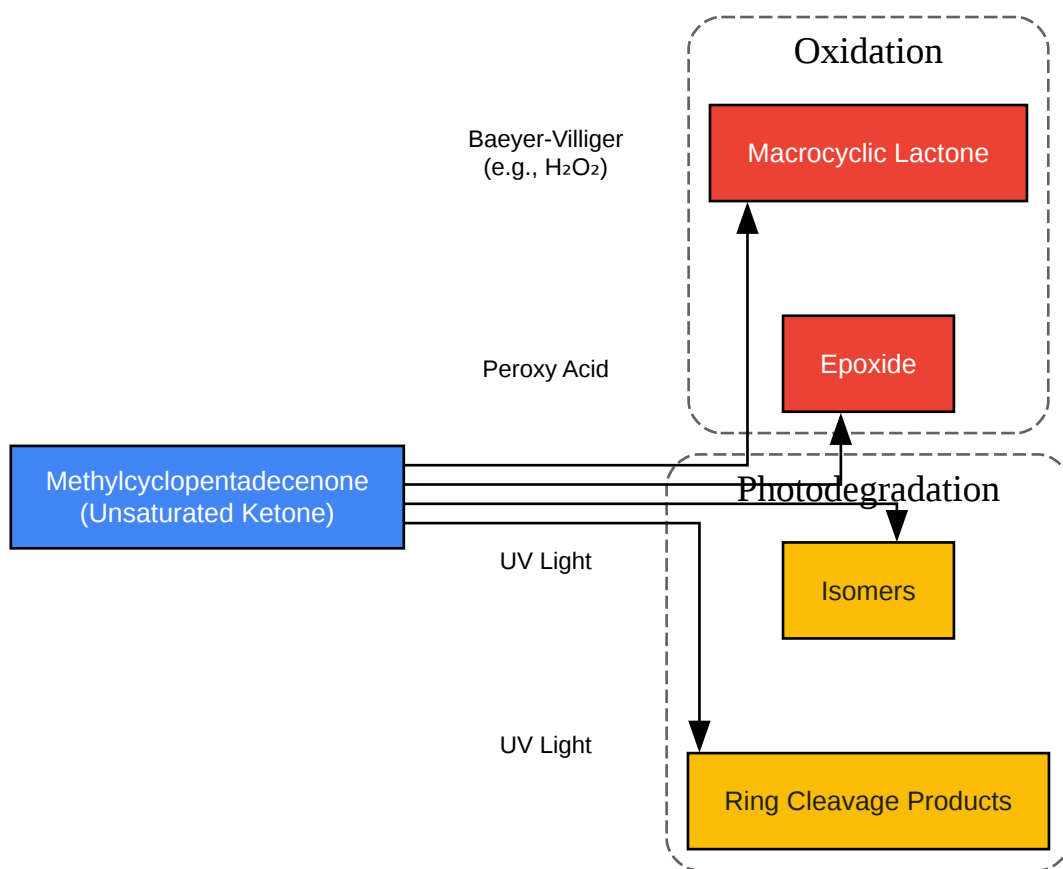 Oxidation
Baeyer-Villiger
(e.g., H₂O₂)
Macrocyclic Lactone
Peroxy Acid
Epoxide
Methylcyclopentadecenone
(Unsaturated Ketone)
Photodegradation
UV Light
Isomers
UV Light
Ring Cleavage Products